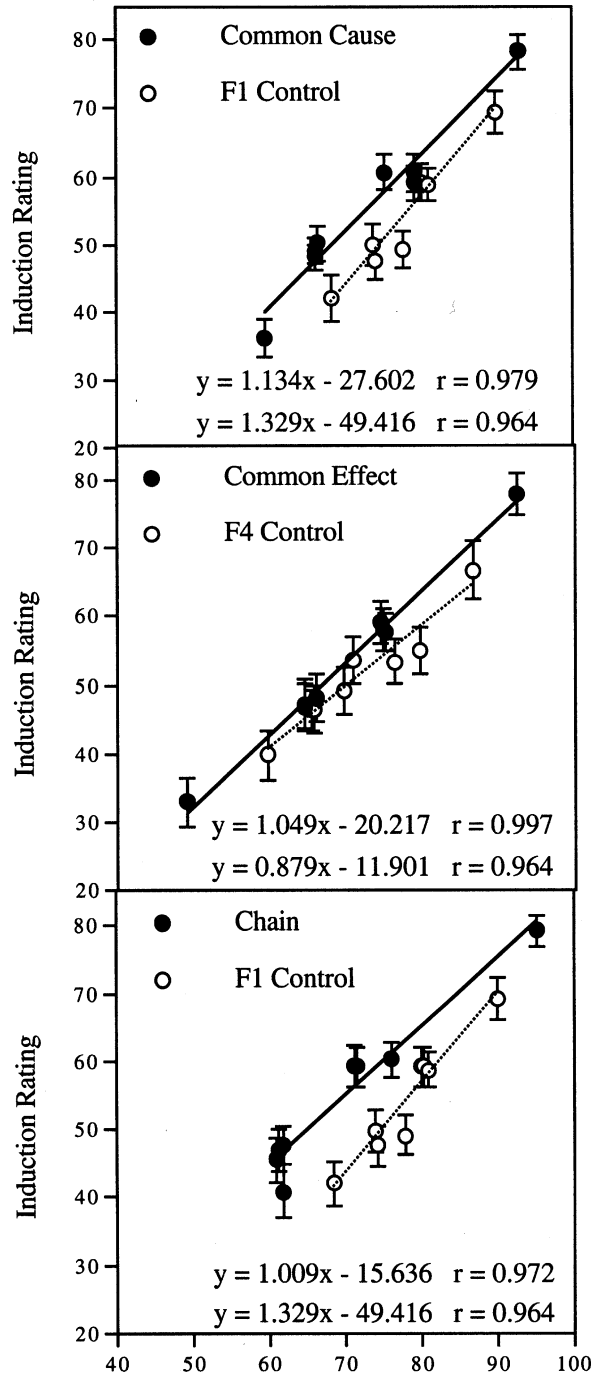 80
Common Cause
70
F1 Control
60
50
40
30
20
Induction Rating
y = 1.134x - 27.602 r = 0.979
y = 1.329x - 49.416 r = 0.964
80
Common Effect
70
F4 Control
60
50
40
30
20
Induction Rating
y = 1.049x - 20.217 r = 0.997
y = 0.879x - 11.901 r = 0.964
80
Chain
70
F1 Control
60
50
40
30
20
Induction Rating
y = 1.009x - 15.636 r = 0.972
y = 1.329x - 49.416 r = 0.964
40 50 60 70 80 90 100